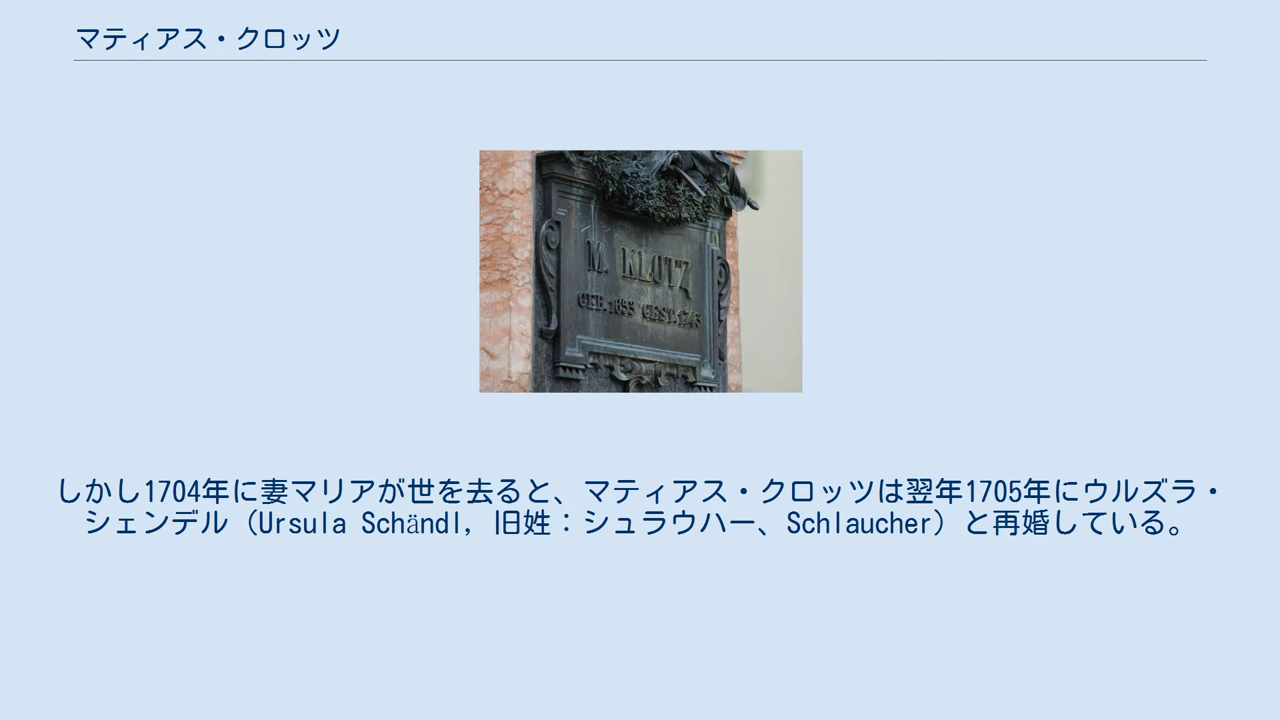 マティアス・クロッツ
M. KLOTZ
GEB. 1653 GEST. 1743
しかし1704年に妻マリアが世を去ると、マティアス・クロッツは翌年1705年にウルズラ・
シェンデル（Ursula Schändl, 旧姓：シュラウハー、Schlaucher）と再婚している。